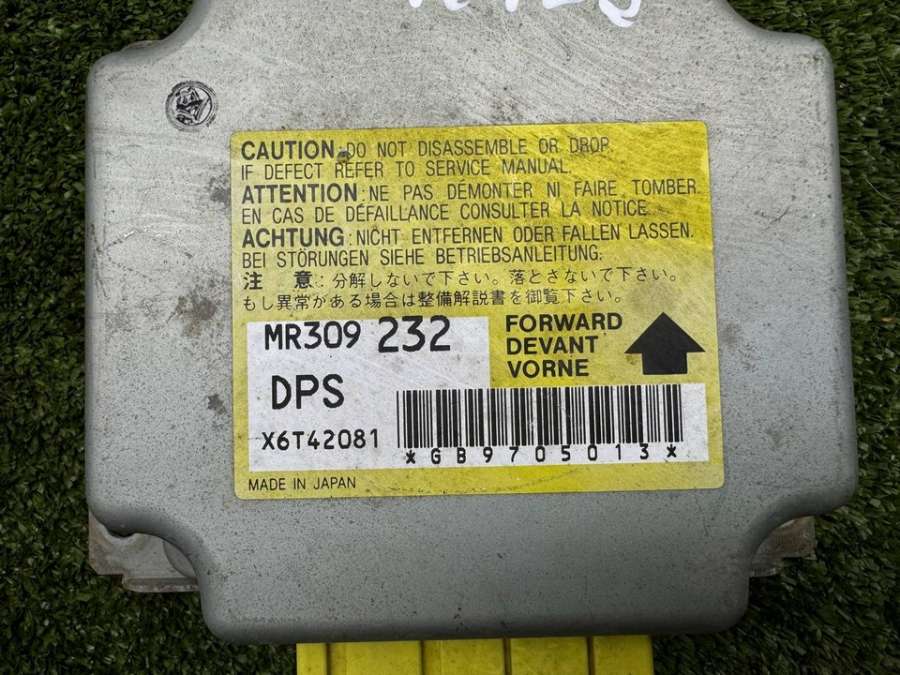 CAUTION: DO NOT DISASSEMBLE OR DROP.
IF DEFECT REFER TO SERVICE MANUAL.
ATTENTION: NE PAS DÉMONTER NI FAIRE TOMBER
EN CAS DE DÉFAILLANCE CONSULTER LA NOTICE
ACHTUNG: NICHT ENTFERNEN ODER FALLEN LASSEN.
BEI STÖRUNGEN SIEHE BETRIEBSANLEITUNG:
注 意: 分解しないで下さい。落とさないで下さい。
もし異常がある場合は整備解説書を御覧下さい。
MR309 232
FORWARD
DEVANT
VORNE
DPS
X6T42081
*GB9705013*
MADE IN JAPAN